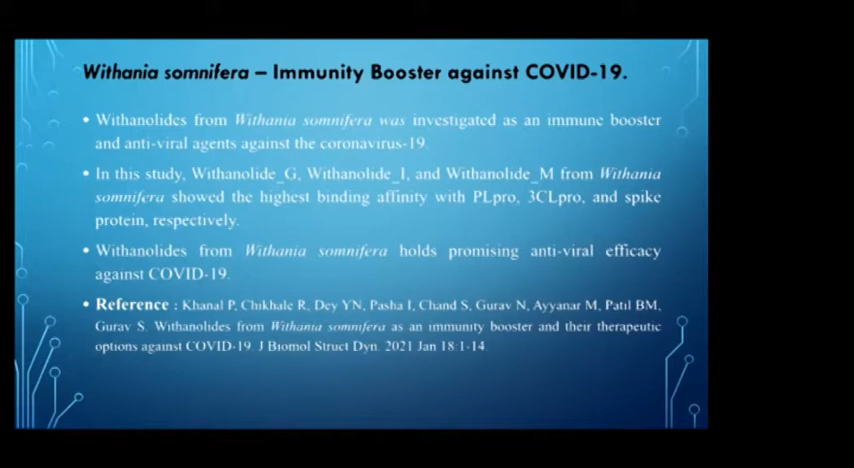 Withania somnifera – Immunity Booster against COVID-19.
• Withanolides from Withania somnifera was investigated as an immune booster
and anti-viral agents against the coronavirus-19.
• In this study, Withanolide_G, Withanolide_I, and Withanolide_M from Withania
somnifera showed the highest binding affinity with PLpro, 3CLpro, and spike
protein, respectively.
• Withanolides from Withania somnifera holds promising anti-viral efficacy
against COVID-19.
• Reference : Khanal P, Chikhale R, Dey YN, Pasha I, Chand S, Gurav N, Ayyanar M, Patil BM,
Gurav S. Withanolides from Withania somnifera as an immunity booster and their therapeutic
options against COVID-19. J Biomol Struct Dyn. 2021 Jan 18:1-14.